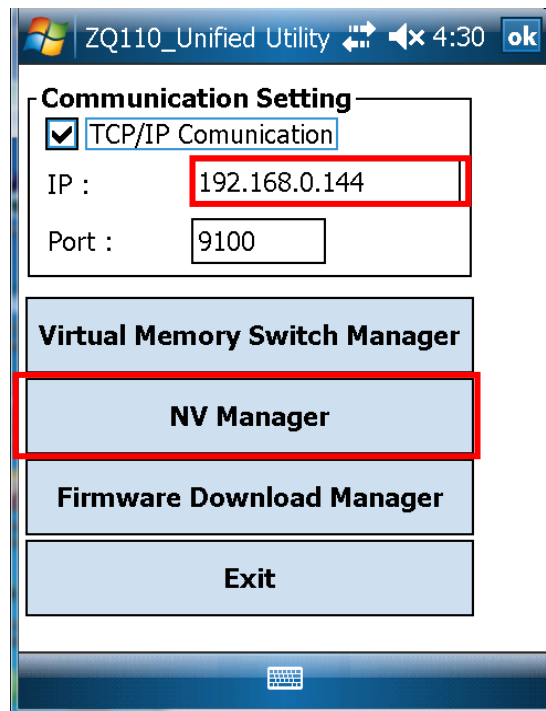 ZQ110_Unified Utility 4:30 ok
Communication Setting
TCP/IP Comunication
IP : 192.168.0.144
Port : 9100
Virtual Memory Switch Manager
NV Manager
Firmware Download Manager
Exit